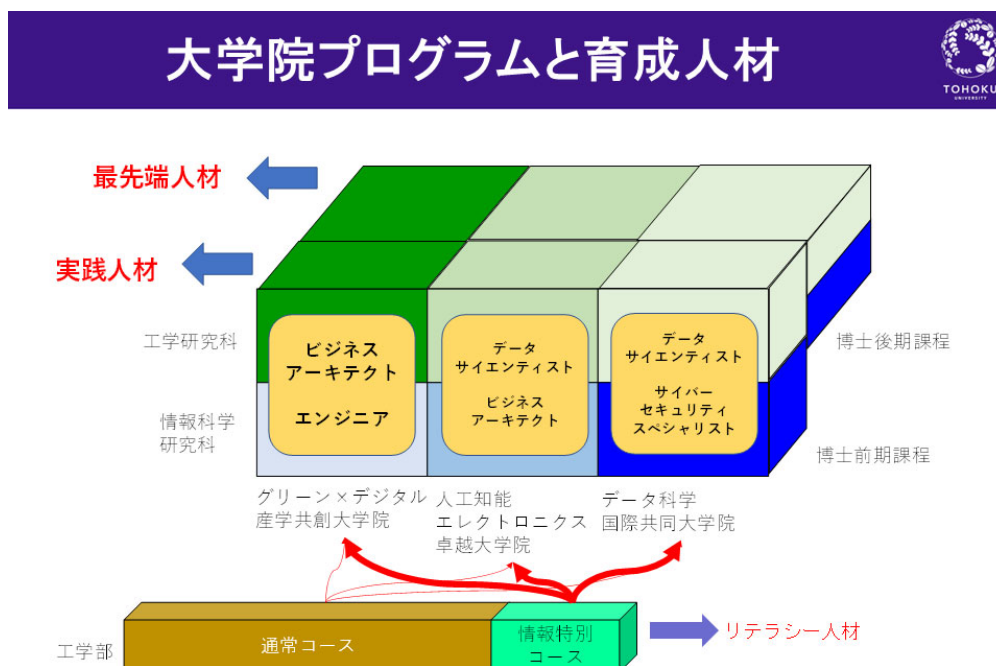 大学院プログラムと育成人材
TOHOKU
UNIVERSITY
最先端人材
実践人材
工学研究科
情報科学
研究科
ビジネス
アーキテクト
エンジニア
データ
サイエンティスト
ビジネス
アーキテクト
データ
サイエンティスト
サイバー
セキュリティ
スペシャリスト
博士後期課程
博士前期課程
グリーン×デジタル
産学共創大学院
人工知能
エレクトロニクス
卓越大学院
データ科学
国際共同大学院
工学部
通常コース
情報特別
コース
リテラシー人材